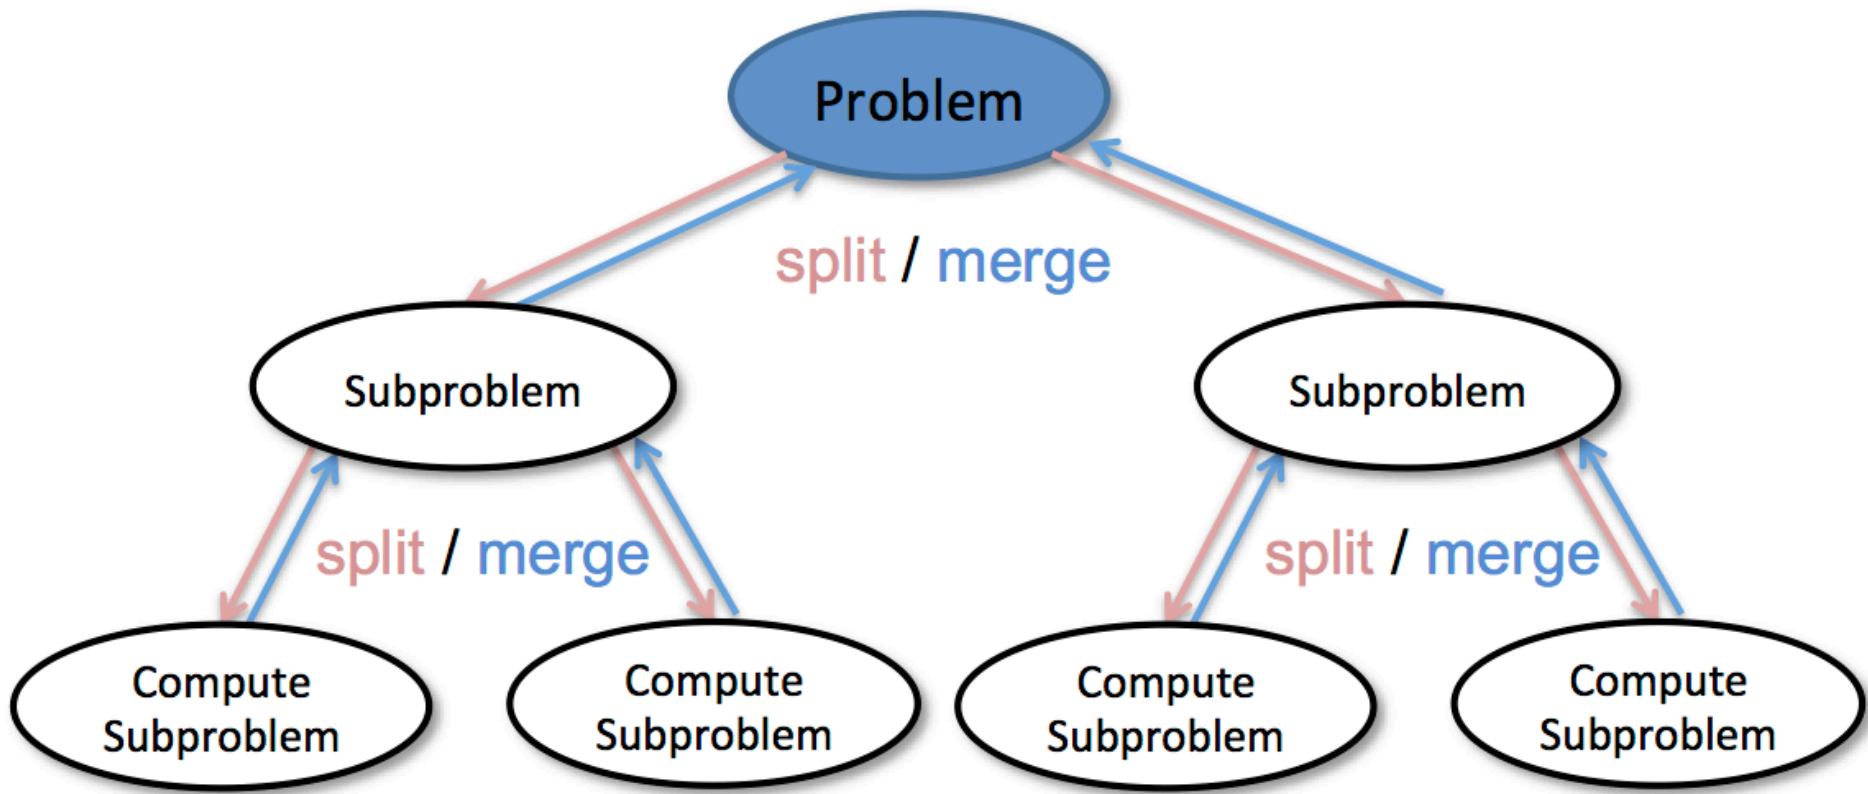 Problem
split / merge
Subproblem
Subproblem
split / merge
split / merge
Compute
Subproblem
Compute
Subproblem
Compute
Subproblem
Compute
Subproblem